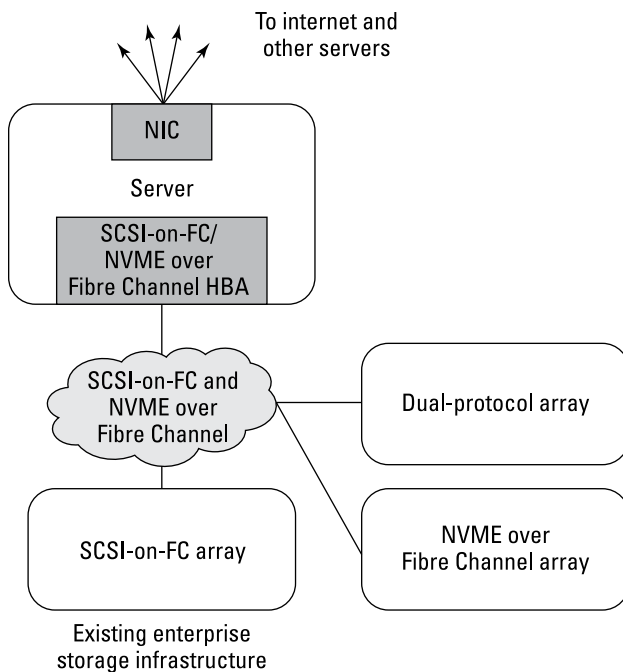 To internet and
other servers
NIC
Server
SCSI-on-FC/
NVME over
Fibre Channel HBA
SCSI-on-FC and
NVME over
Fibre Channel
Dual-protocol array
SCSI-on-FC array
NVME over
Fibre Channel array
Existing enterprise
storage infrastructure